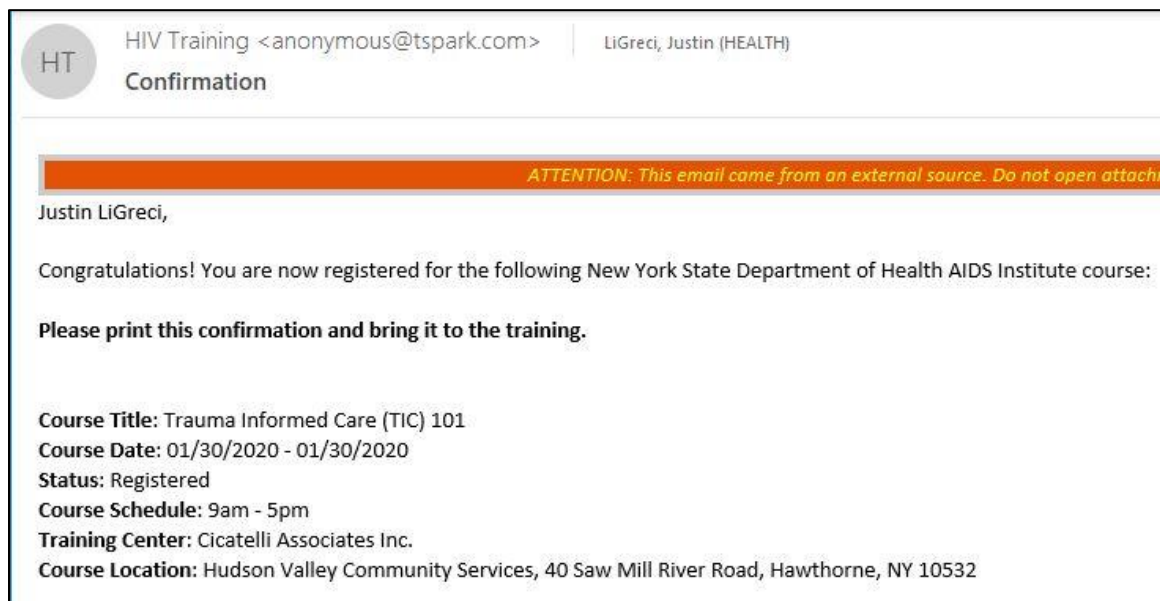 HT
HIV Training <anonymous@tspark.com>
LiGreci, Justin (HEALTH)
Confirmation
ATTENTION: This email came from an external source. Do not open attach
Justin LiGreci,
Congratulations! You are now registered for the following New York State Department of Health AIDS Institute course:
Please print this confirmation and bring it to the training.
Course Title: Trauma Informed Care (TIC) 101
Course Date: 01/30/2020 - 01/30/2020
Status: Registered
Course Schedule: 9am - 5pm
Training Center: Cicatelli Associates Inc.
Course Location: Hudson Valley Community Services, 40 Saw Mill River Road, Hawthorne, NY 10532